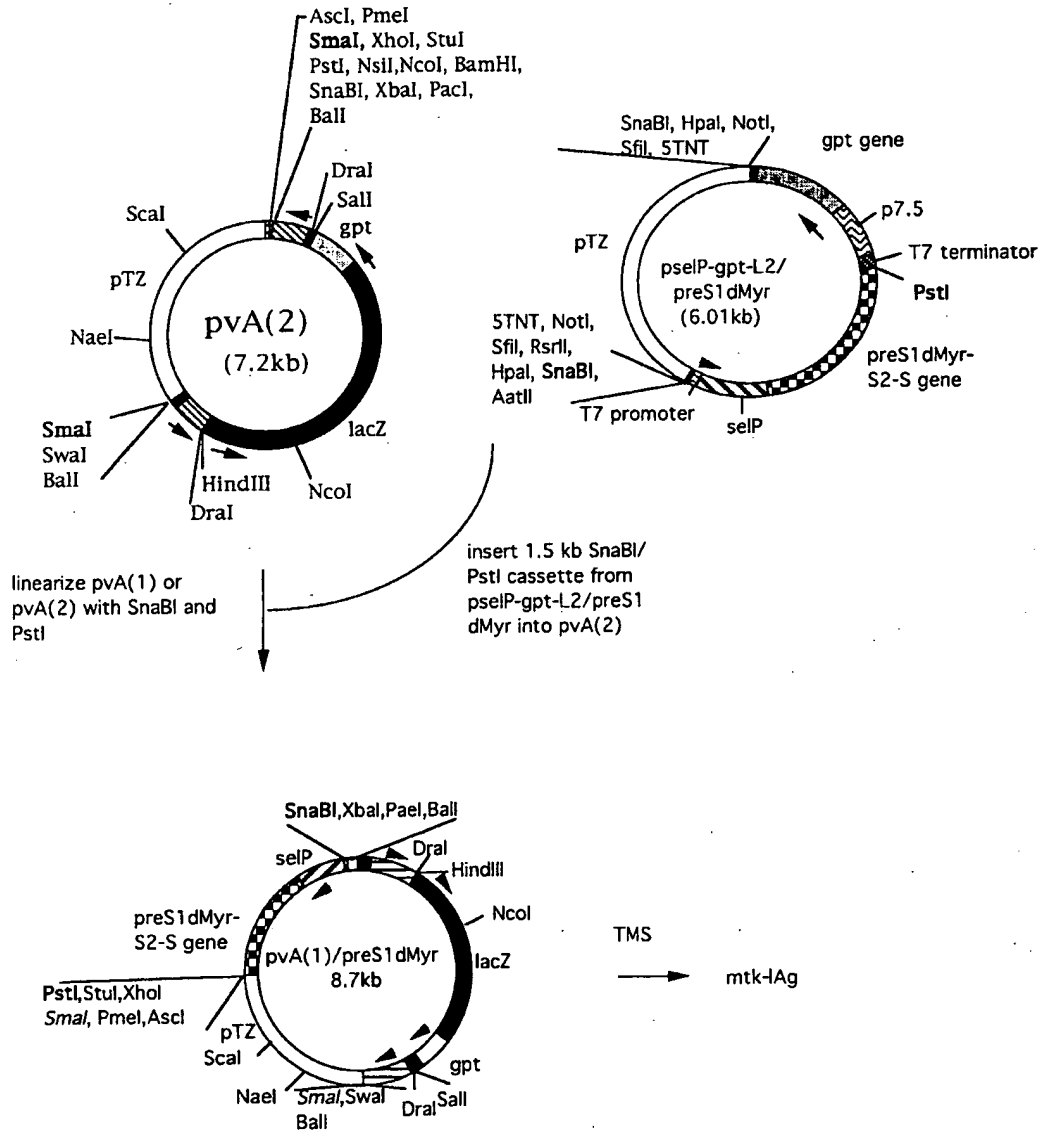 AscI, PmeI
SmaI, XhoI, StuI
PstI, NsiI,NcoI, BamHI,
SnaBI, XbaI, PacI,
BalI
DraI
SalI
gpt
ScaI
pTZ
NaeI
pvA(2)
(7.2kb)
lacZ
SmaI
SwaI
BalI
HindIII
DraI
NcoI
SnaBI, HpaI, NotI,
SfiI, 5TNT
gpt gene
p7.5
T7 terminator
PstI
pTZ
pselP-gpt-L2/
preS1dMyr
(6.01kb)
5TNT, NotI,
SfiI, RsrII,
HpaI, SnaBI,
AatII
T7 promoter
selP
preS1dMyr-
S2-S gene
linearize pvA(1) or
pvA(2) with SnaBI and
PstI
insert 1.5 kb SnaBI/
PstI cassette from
pselP-gpt-L2/preS1
dMyr into pvA(2)
SnaBI,XbaI,PaeI,BalI
selP
DraI
HindIII
NcoI
preS1dMyr-
S2-S gene
pvA(1)/preS1dMyr
8.7kb
lacZ
PstI,StuI,XhoI
SmaI, PmeI,AscI
pTZ
ScaI
NaeI
SmaI,SwaI
BalI
DraI
SalI
gpt
TMS
mtk-IAg